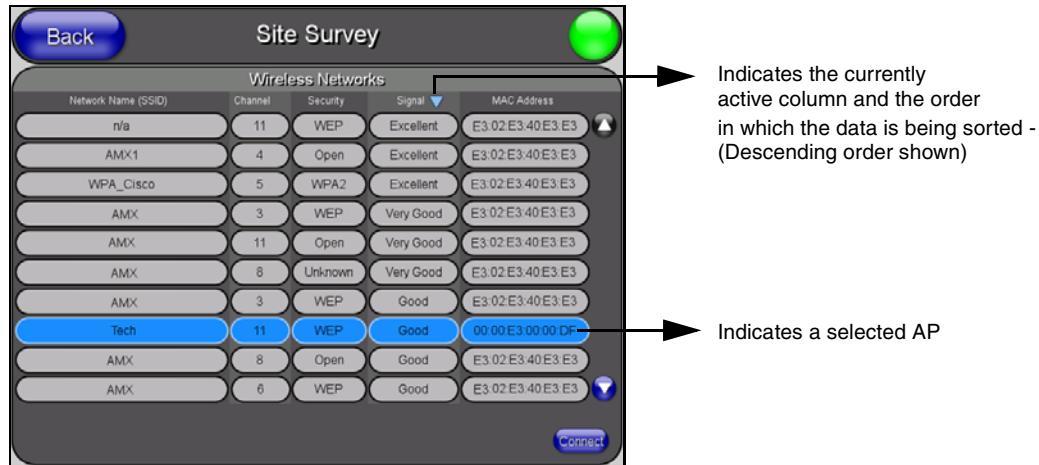 Back
Site Survey
Wireless Networks
Network Name (SSID) Channel Security Signal MAC Address
n/a 11 WEP Excellent E3:02:E3:40:E3:E3
AMX1 4 Open Excellent E3:02:E3:40:E3:E3
WPA_Cisco 5 WPA2 Excellent E3:02:E3:40:E3:E3
AMX 3 WEP Very Good E3:02:E3:40:E3:E3
AMX 11 Open Very Good E3:02:E3:40:E3:E3
AMX 8 Unknown Very Good E3:02:E3:40:E3:E3
AMX 3 WEP Good E3:02:E3:40:E3:E3
Tech 11 WEP Good 00:00:E3:00:00:DF
AMX 8 Open Good E3:02:E3:40:E3:E3
AMX 6 WEP Good E3:02:E3:40:E3:E3
Connect
Indicates the currently
active column and the order
in which the data is being sorted -
(Descending order shown)
Indicates a selected AP